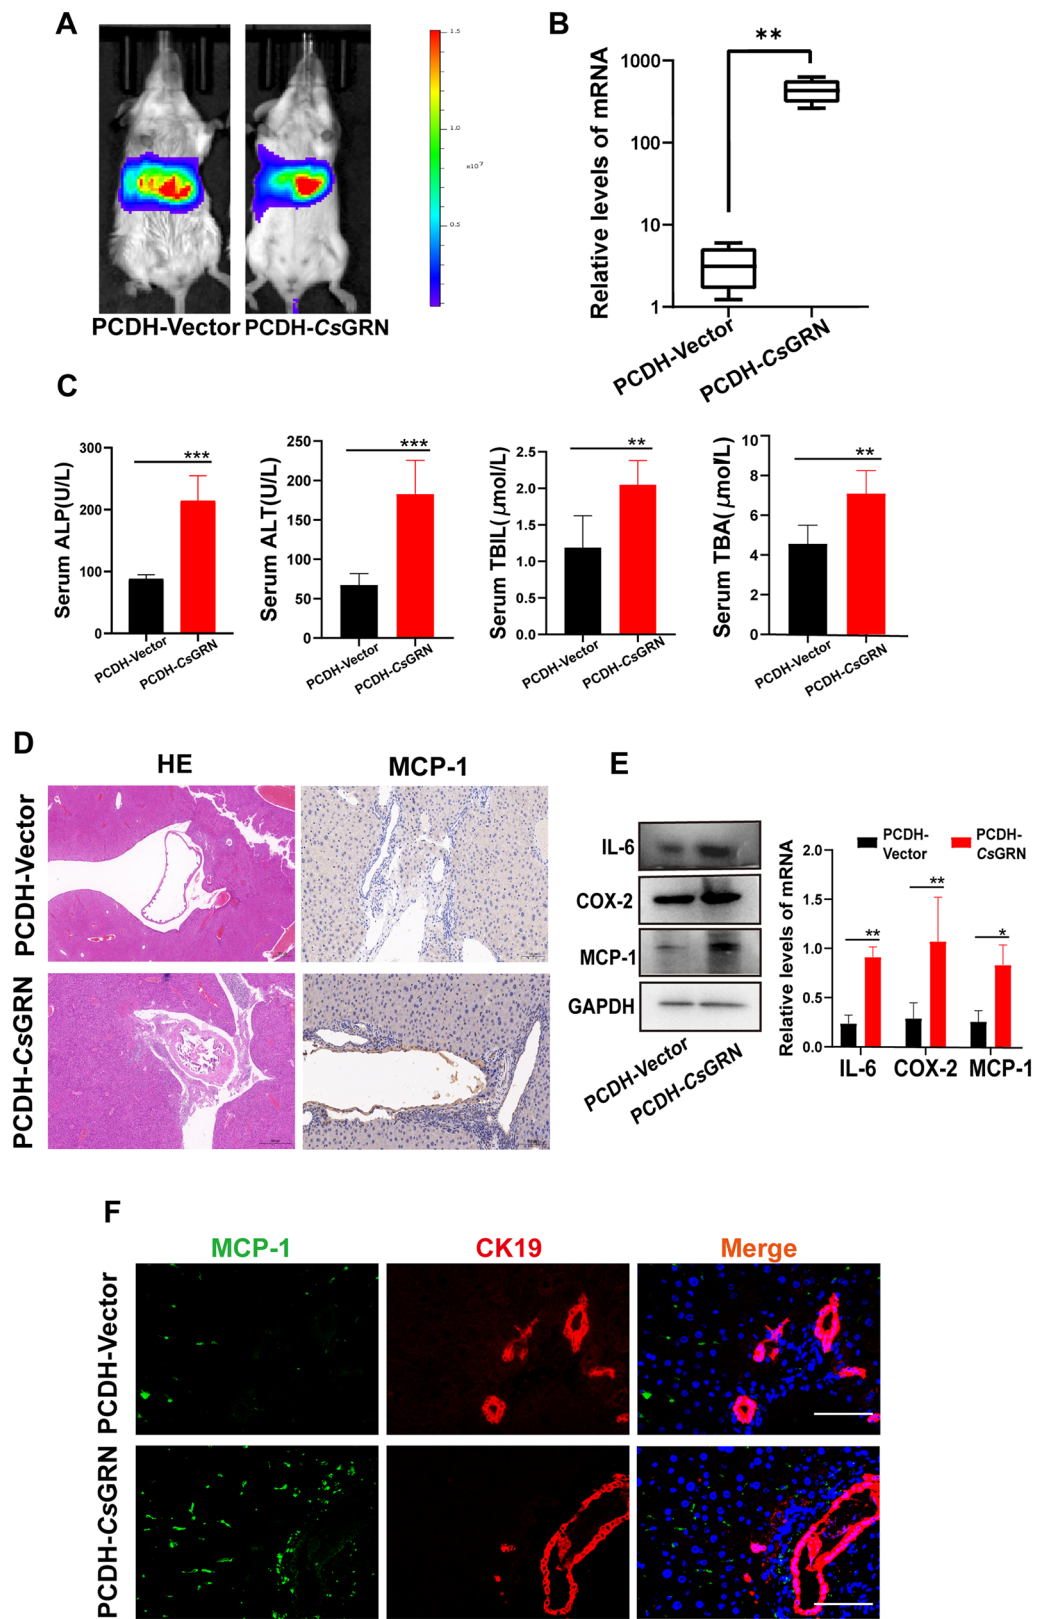 A
1.5
1.0
x10⁷
0.5
PCDH-Vector
PCDH-CsGRN
B
**
Relative levels of mRNA
1000
100
10
1
PCDH-Vector
PCDH-CsGRN
C
Serum ALP(U/L)
300
200
100
0
***
PCDH-Vector
PCDH-CsGRN
Serum ALT(U/L)
250
200
150
100
50
0
***
PCDH-Vector
PCDH-CsGRN
Serum TBIL(μmol/L)
2.5
2.0
1.5
1.0
0.5
0.0
**
PCDH-Vector
PCDH-CsGRN
Serum TBA(μmol/L)
10
8
6
4
2
0
**
PCDH-Vector
PCDH-CsGRN
D
HE
MCP-1
PCDH-Vector
PCDH-CsGRN
E
IL-6
COX-2
MCP-1
GAPDH
PCDH-Vector
PCDH-CsGRN
PCDH-
Vector
PCDH-
CsGRN
Relative levels of mRNA
2.0
1.5
1.0
0.5
0.0
**
**
*
IL-6
COX-2
MCP-1
F
MCP-1
CK19
Merge
PCDH-Vector
PCDH-CsGRN